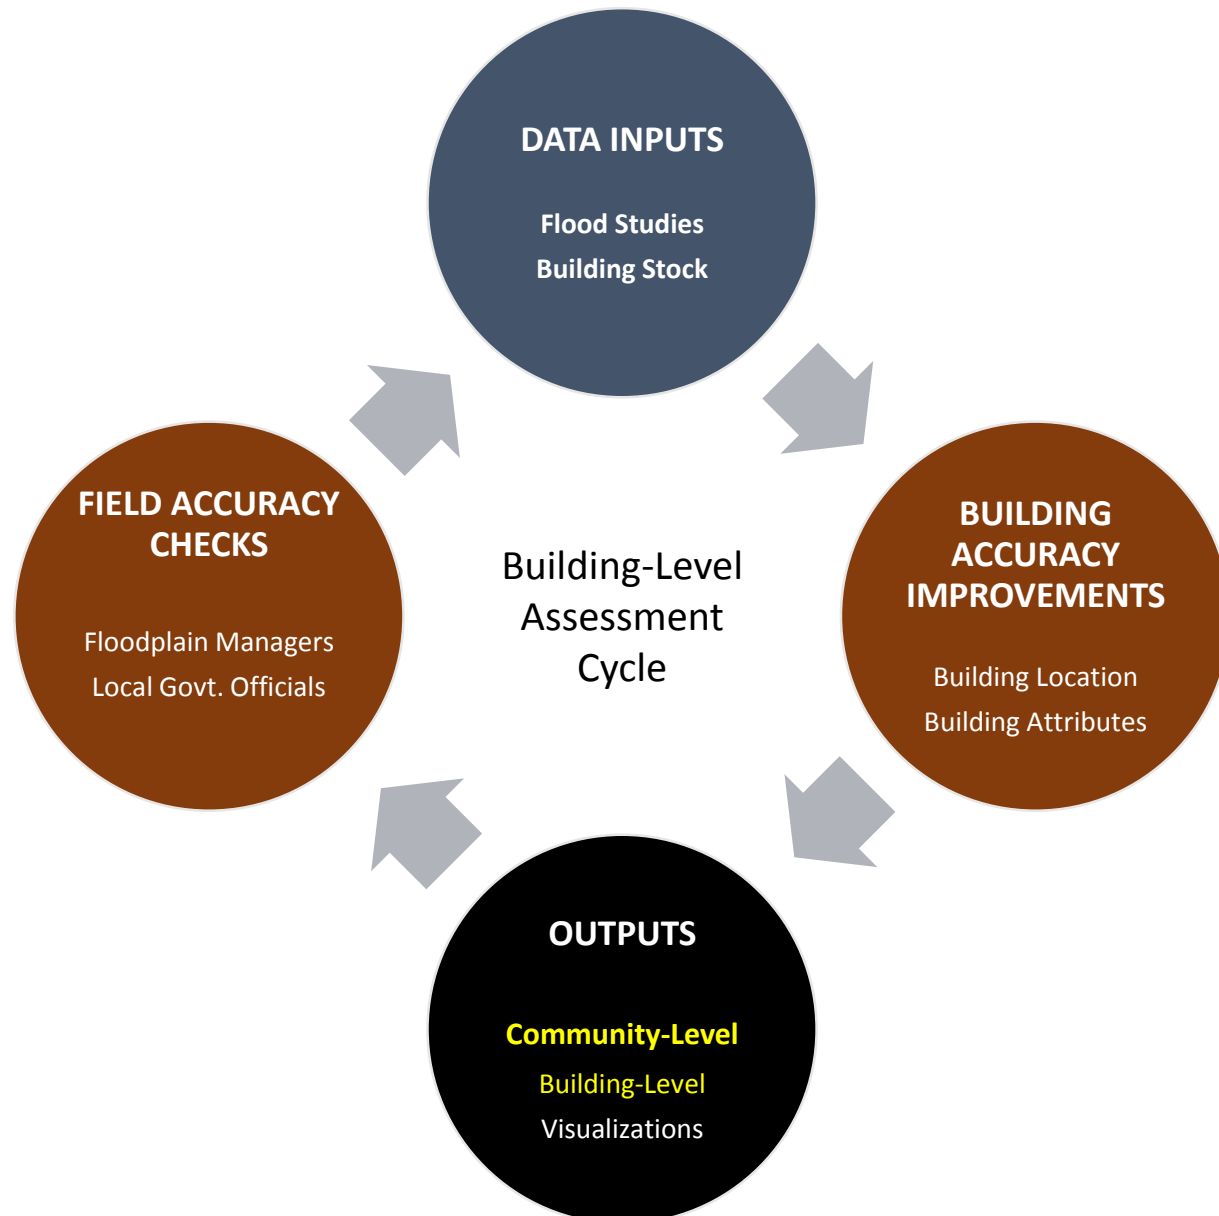 DATA INPUTS
Flood Studies
Building Stock
FIELD ACCURACY
CHECKS
Floodplain Managers
Local Govt. Officials
Building-Level
Assessment
Cycle
BUILDING
ACCURACY
IMPROVEMENTS
Building Location
Building Attributes
OUTPUTS
Community-Level
Building-Level
Visualizations